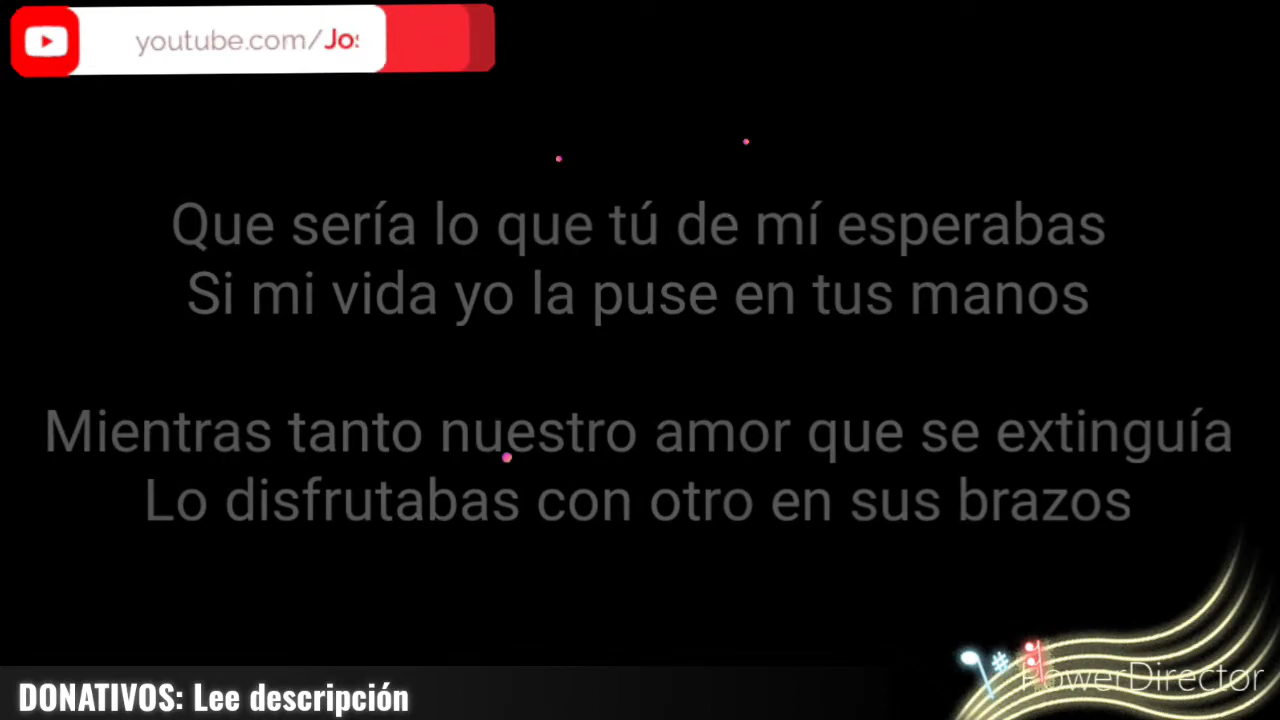 youtube.com/Jo
Que sería lo que tú de mí esperabas
Si mi vida yo la puse en tus manos
Mientras tanto nuestro amor que se extinguía
Lo disfrutabas con otro en sus brazos
PowerDirector
DONATIVOS: Lee descripción